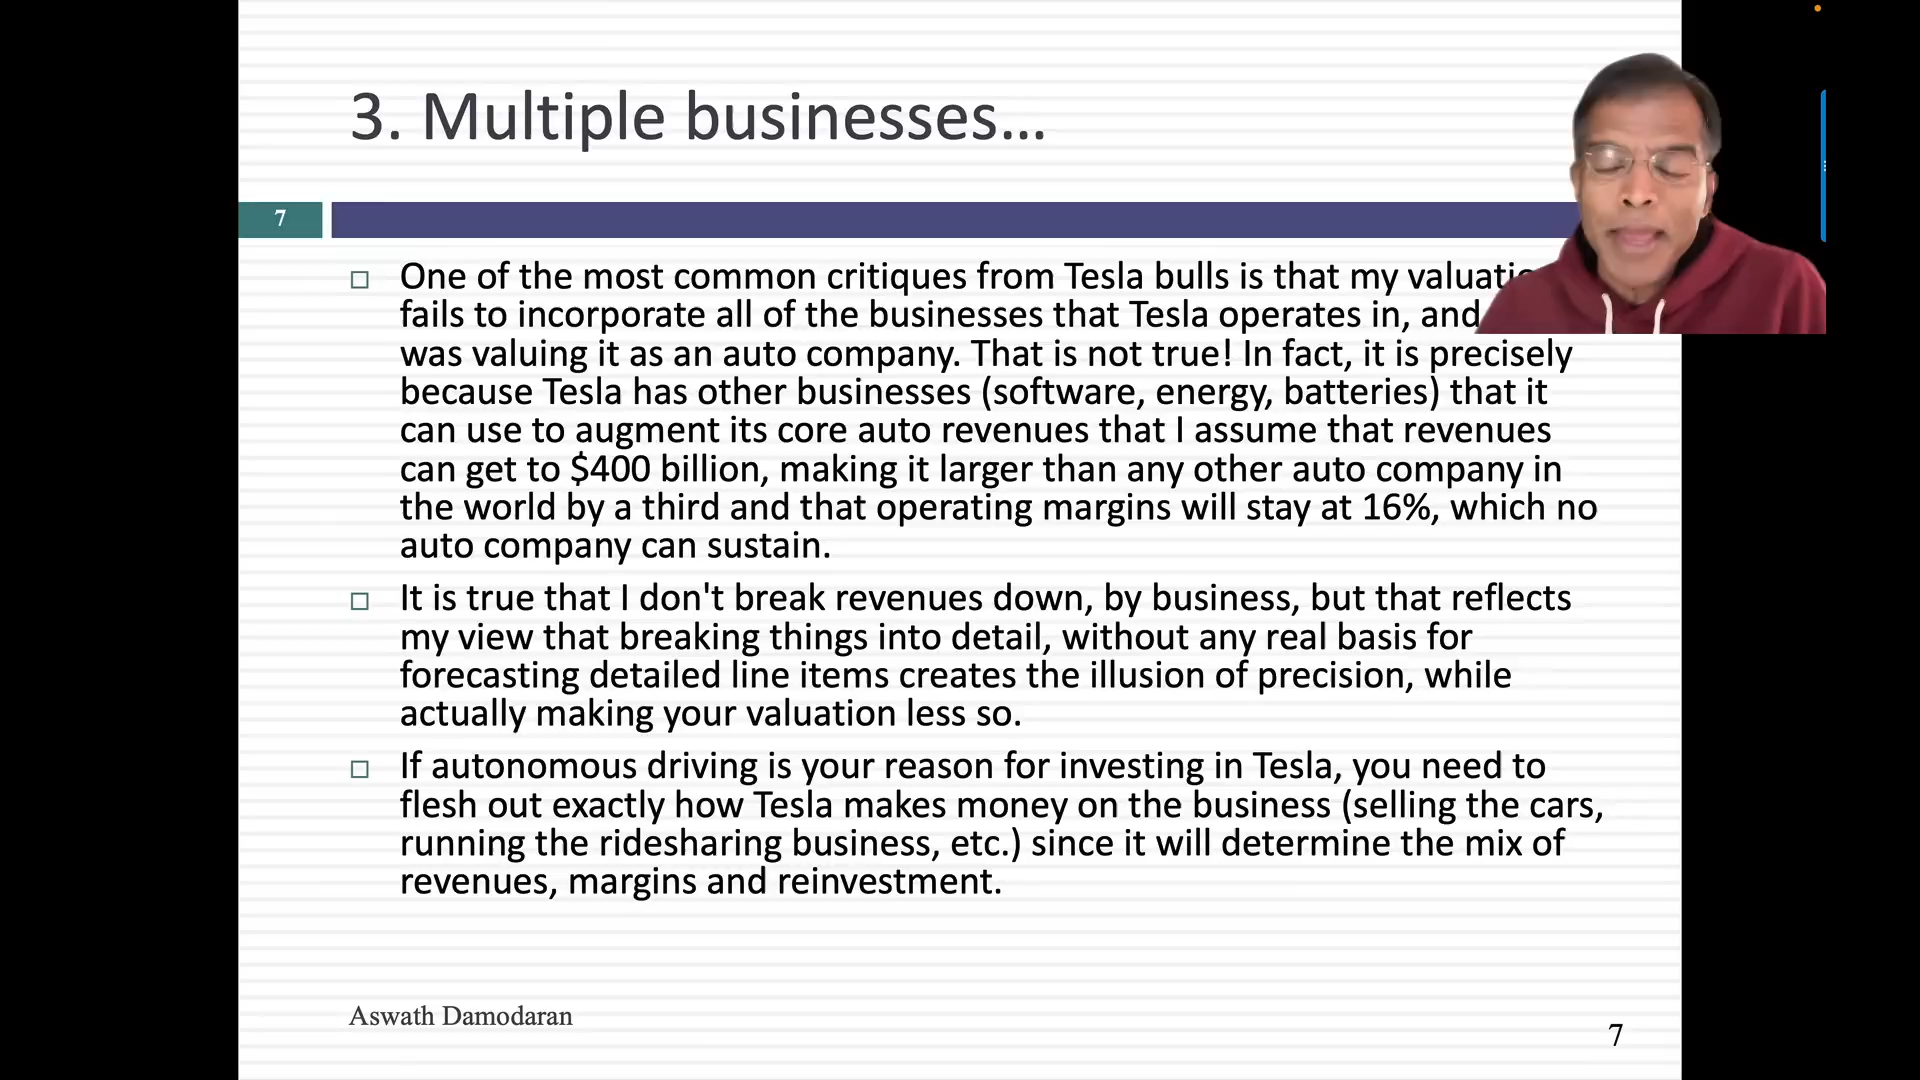 3. Multiple businesses...
7
One of the most common critiques from Tesla bulls is that my
fails to incorporate all of the businesses that Tesla operates in, and
was valuing it as an auto company. That is not true! In fact, it is precisely
because Tesla has other businesses (software, energy, batteries) that it
can use to augment its core auto revenues that I assume that revenues
can get to $400 billion, making it larger than any other auto company in
the world by a third and that operating margins will stay at 16%, which no
auto company can sustain.
It is true that I don't break revenues down, by business, but that reflects
my view that breaking things into detail, without any real basis for
forecasting detailed line items creates the illusion of precision, while
actually making your valuation less so.
If autonomous driving is your reason for investing in Tesla, you need to
flesh out exactly how Tesla makes money on the business (selling the cars,
running the ridesharing business, etc.) since it will determine the mix of
revenues, margins and reinvestment.
Aswath Damodaran
7